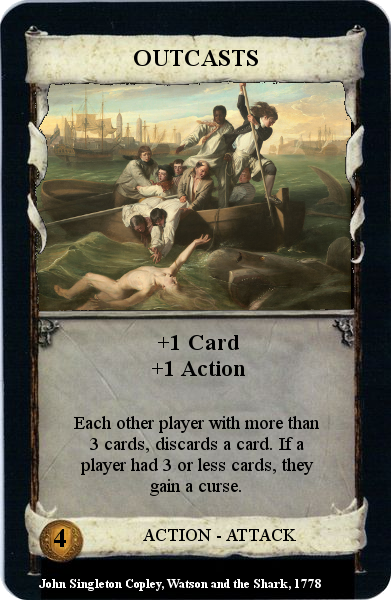 OUTCASTS
+1 Card
+1 Action
Each other player with more than
3 cards, discards a card. If a
player had 3 or less cards, they
gain a curse.
4
ACTION - ATTACK
John Singleton Copley, Watson and the Shark, 1778